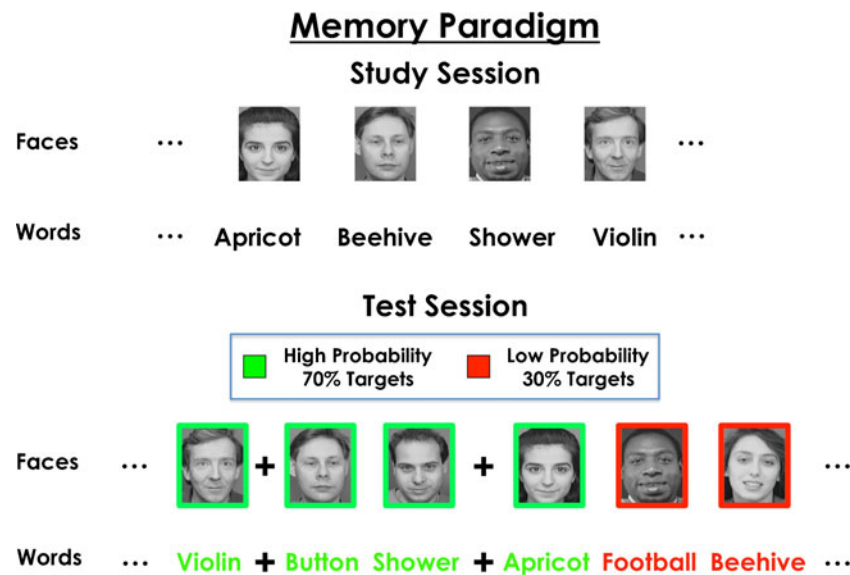 Memory Paradigm
Study Session
Faces ... ...
Words ... Apricot Beehive Shower Violin ...
Test Session
High Probability Low Probability
70% Targets 30% Targets
Faces ... + + ...
Words ... Violin + Button Shower + Apricot Football Beehive ...